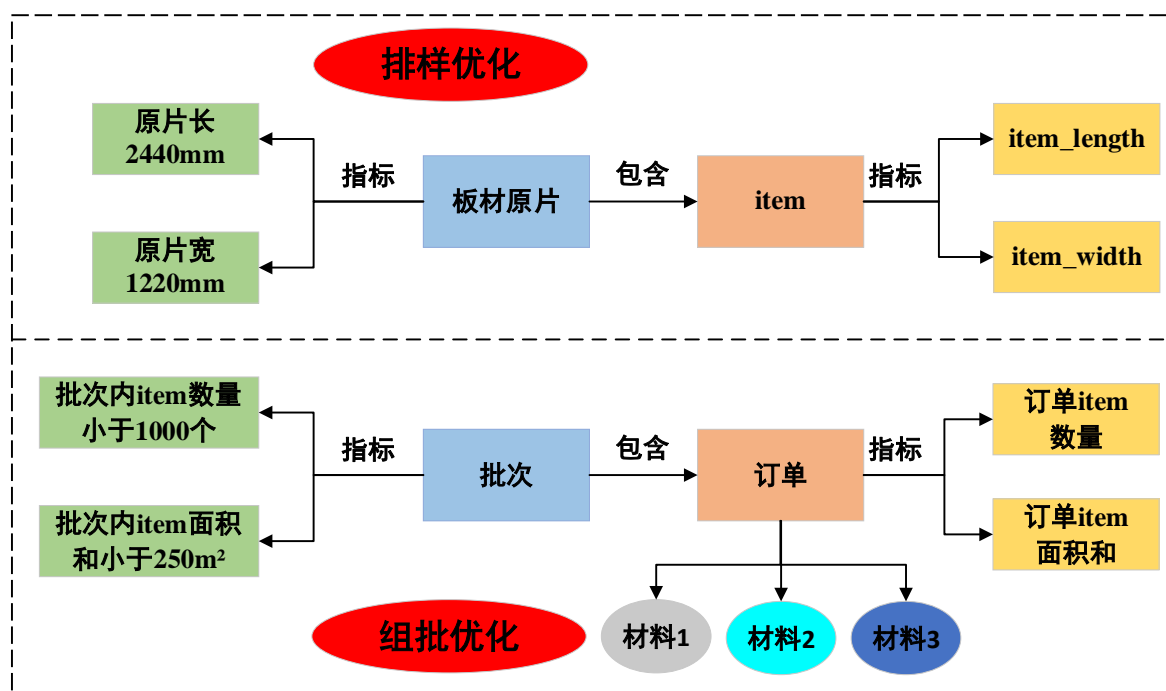 排样优化
原片长
2440mm
指标
板材原片
包含
item
指标
item_length
原片宽
1220mm
item_width
批次内item数量
小于1000个
指标
批次
包含
订单
指标
订单item
数量
批次内item面积
和小于250m²
订单item
面积和
组批优化
材料1
材料2
材料3